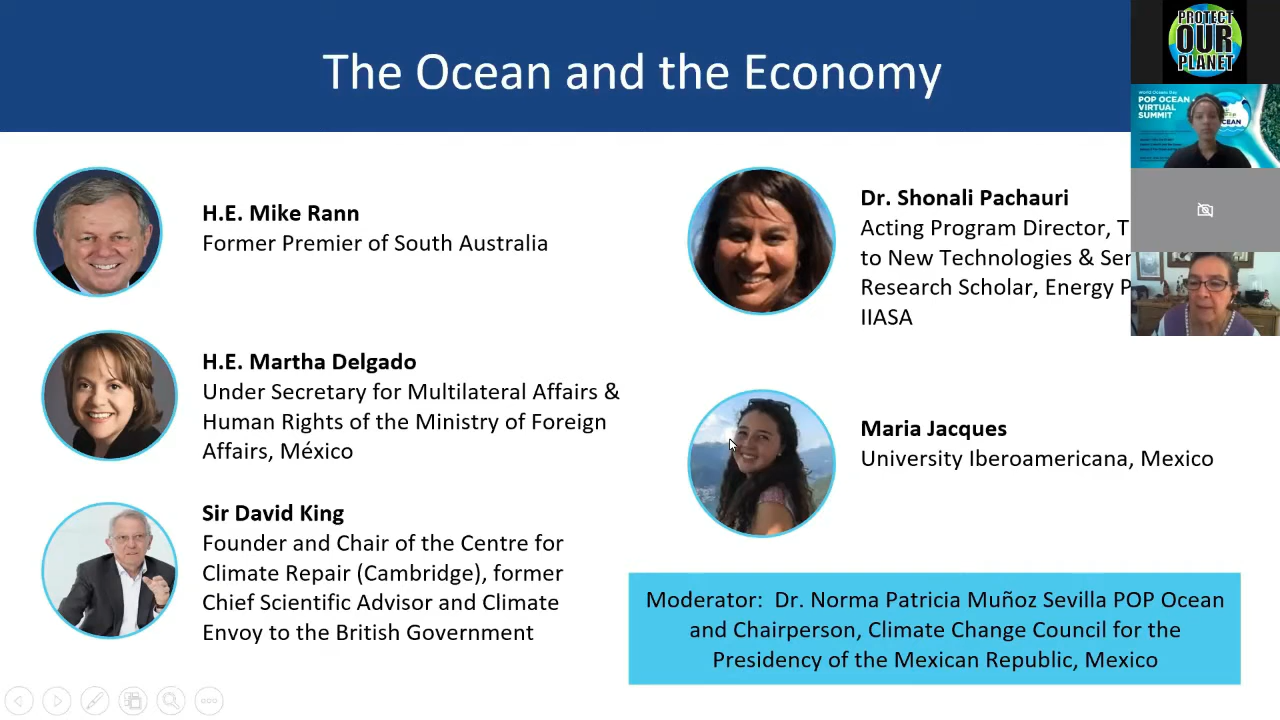 The Ocean and the Economy
H.E. Mike Rann
Former Premier of South Australia
H.E. Martha Delgado
Under Secretary for Multilateral Affairs &
Human Rights of the Ministry of Foreign
Affairs, México
Sir David King
Founder and Chair of the Centre for
Climate Repair (Cambridge), former
Chief Scientific Advisor and Climate
Envoy to the British Government
Dr. Shonali Pachauri
Acting Program Director, T
to New Technologies & Ser
Research Scholar, Energy P
IIASA
Maria Jacques
University Iberoamericana, Mexico
Moderator: Dr. Norma Patricia Muñoz Sevilla POP Ocean
and Chairperson, Climate Change Council for the
Presidency of the Mexican Republic, Mexico
PROTECT
OUR
PLANET
World Oceans Day
POP OCEAN
VIRTUAL
SUMMIT
CEAN